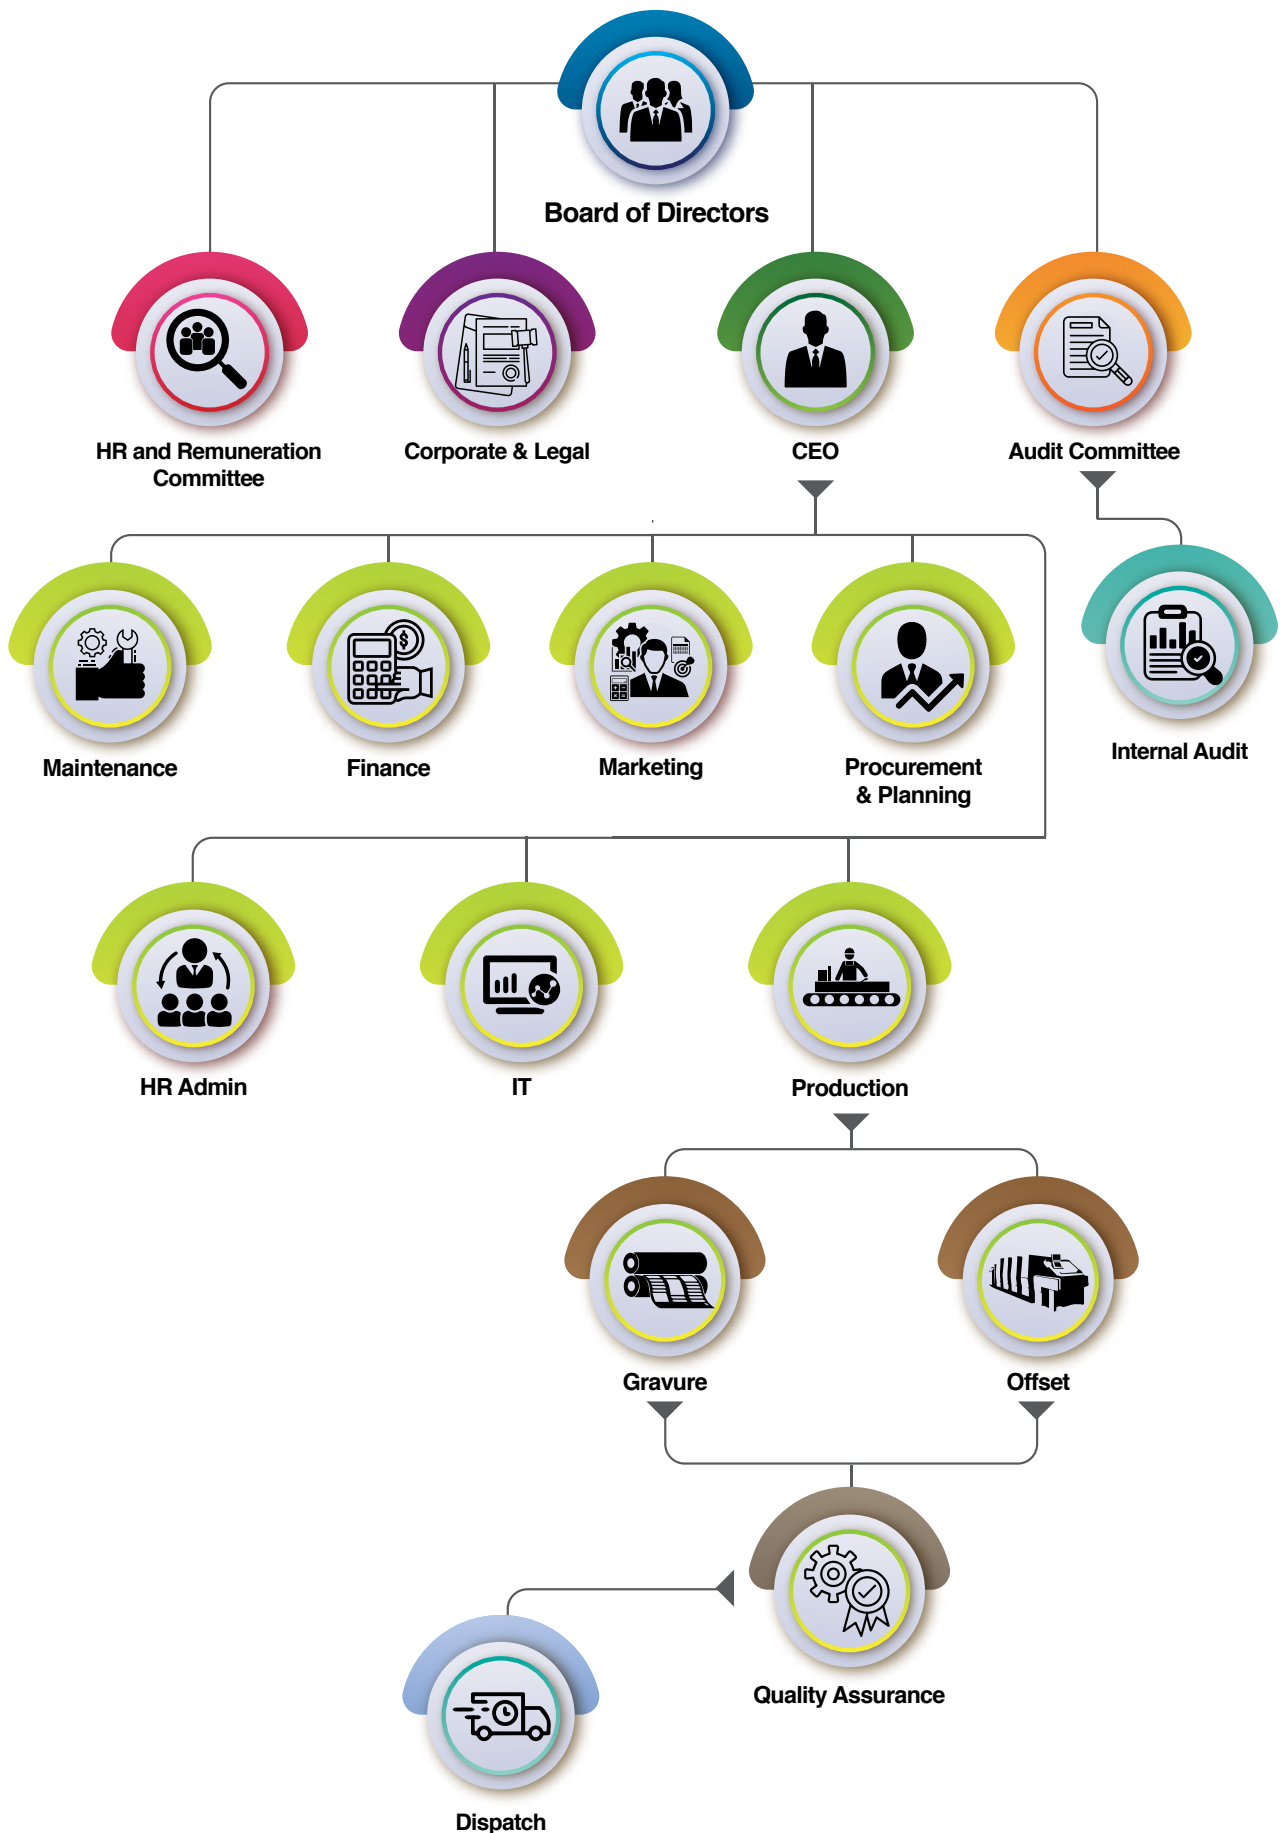 Board of Directors
HR and Remuneration
Committee
Corporate & Legal
CEO
Audit Committee
Maintenance
Finance
Marketing
Procurement
& Planning
Internal Audit
HR Admin
IT
Production
Gravure
Offset
Quality Assurance
Dispatch